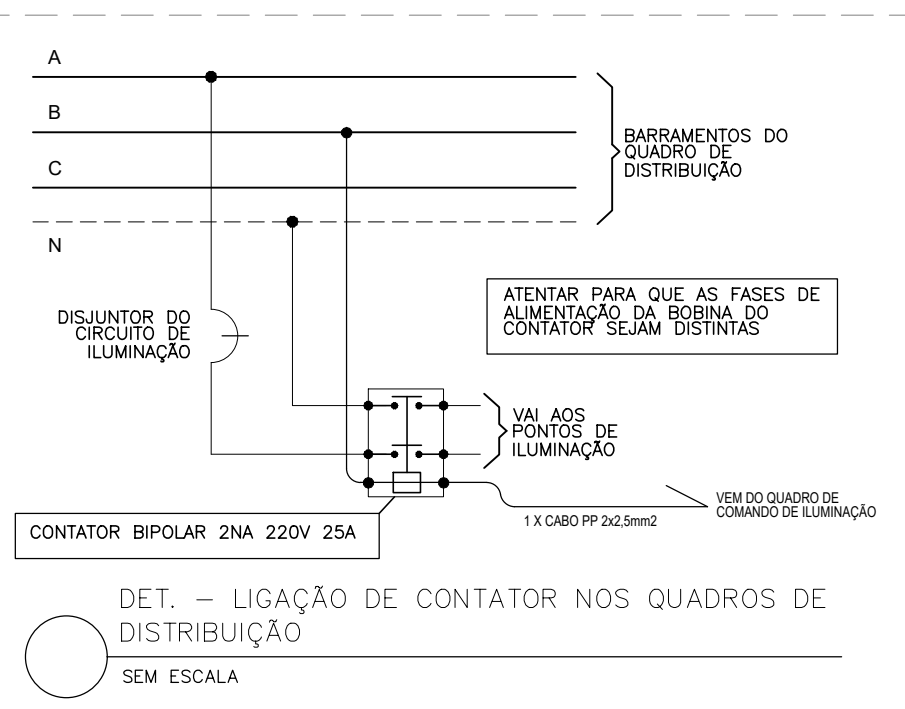 A
B
C
N
BARRAMENTOS DO
QUADRO DE
DISTRIBUIÇÃO
ATENTAR PARA QUE AS FASES DE
ALIMENTAÇÃO DA BOBINA DO
CONTATOR SEJAM DISTINTAS
DISJUNTOR DO
CIRCUITO DE
ILUMINAÇÃO
VAI AOS
PONTOS DE
ILUMINAÇÃO
VEM DO QUADRO DE
COMANDO DE ILUMINAÇÃO
1 X CABO PP 2x2,5mm2
CONTATOR BIPOLAR 2NA 220V 25A
DET. – LIGAÇÃO DE CONTATOR NOS QUADROS DE
DISTRIBUIÇÃO
SEM ESCALA